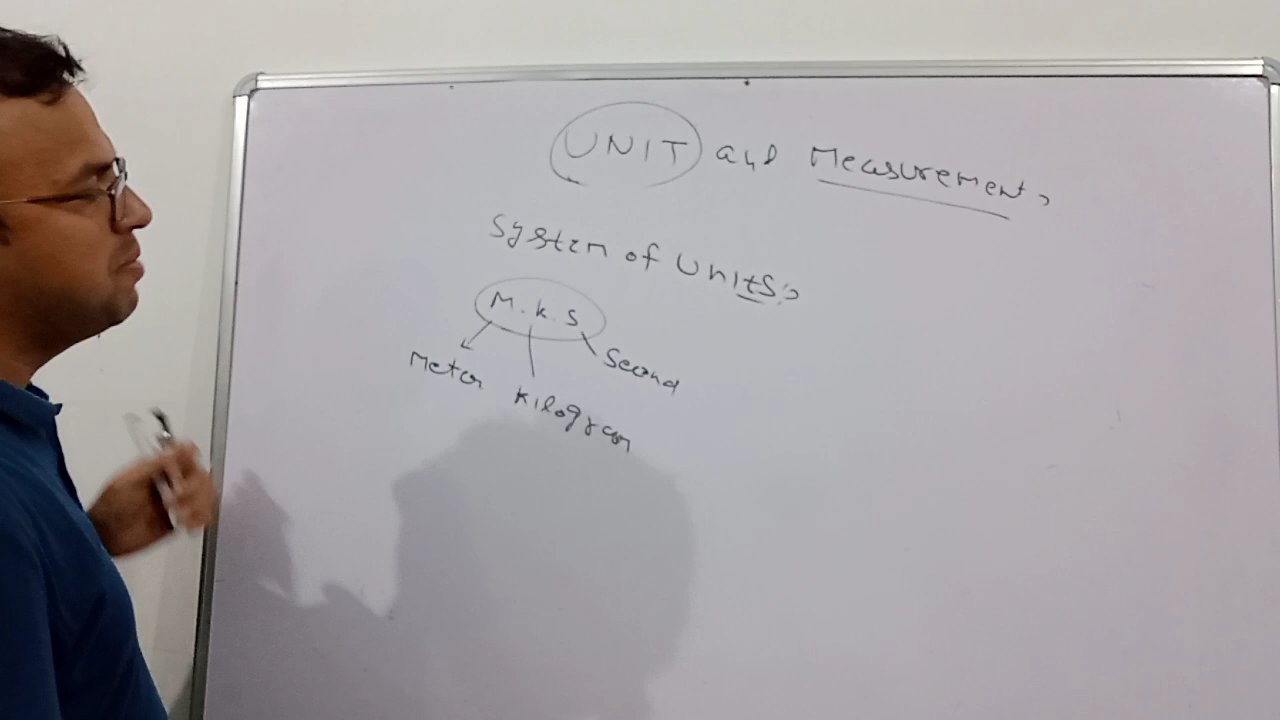 UNIT and Measurement,
System of Units:
M.K.S
Meter Kilogram Second